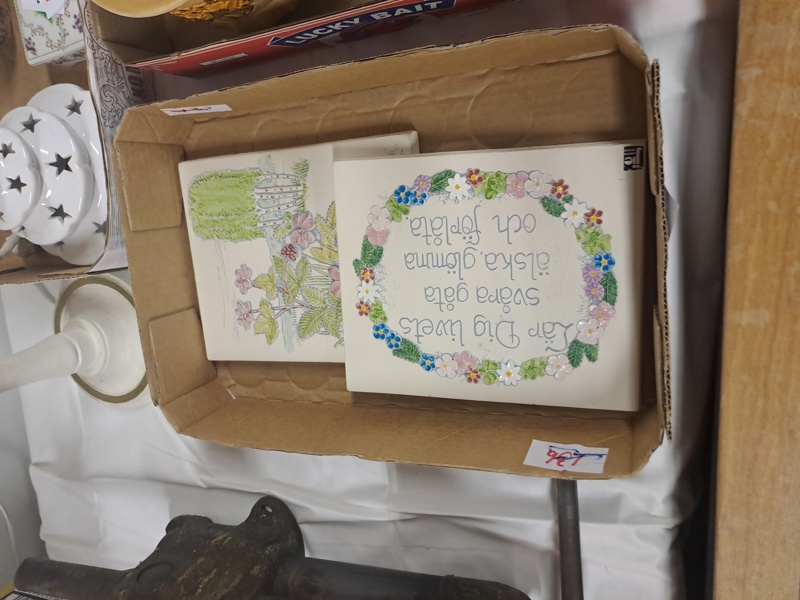 LUCKY BAIT
Lär Dig livets
svåra gåta
älska, glömma
och förlåta.